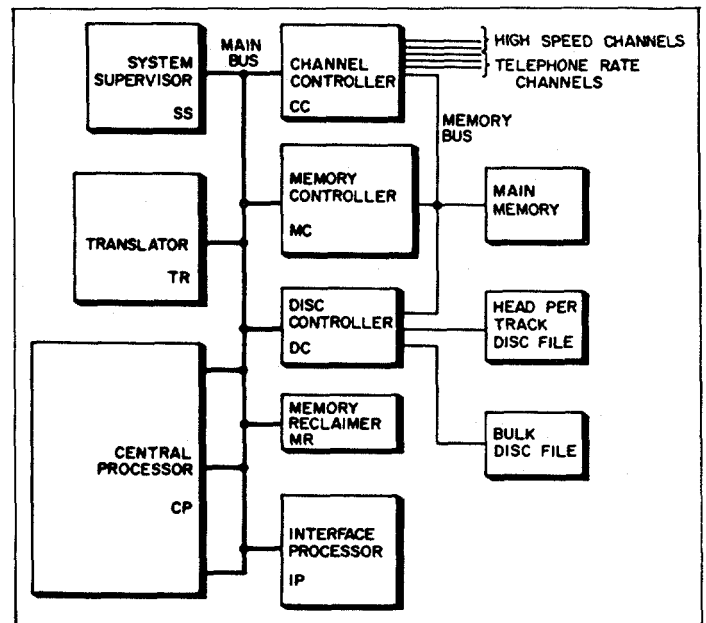 SYSTEM
SUPERVISOR
SS
MAIN
BUS
CHANNEL
CONTROLLER
CC
HIGH SPEED CHANNELS
TELEPHONE RATE
CHANNELS
MEMORY
BUS
TRANSLATOR
TR
MEMORY
CONTROLLER
MC
MAIN
MEMORY
DISC
CONTROLLER
DC
HEAD PER
TRACK
DISC FILE
CENTRAL
PROCESSOR
CP
MEMORY
RECLAIMER
MR
BULK
DISC FILE
INTERFACE
PROCESSOR
IP